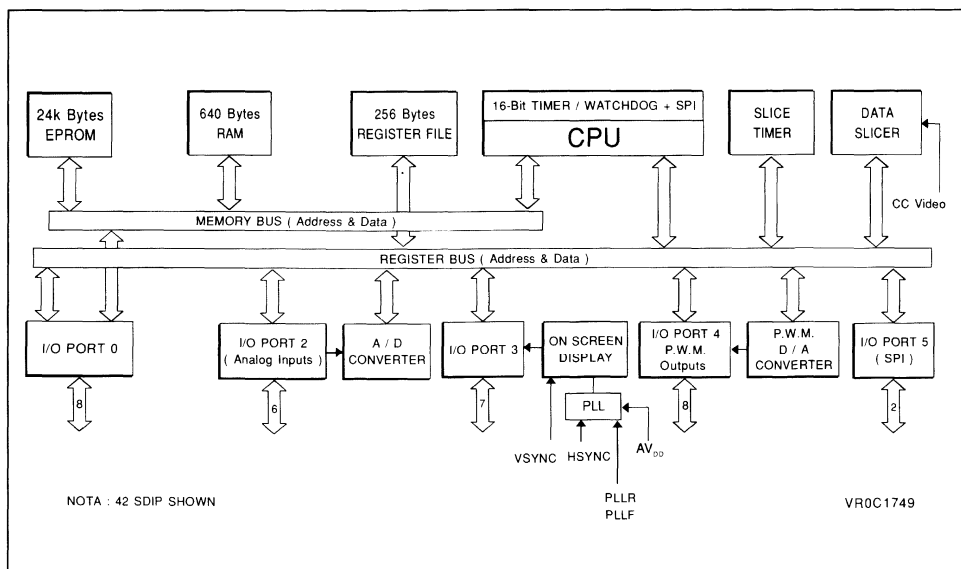 24k Bytes
EPROM
640 Bytes
RAM
256 Bytes
REGISTER FILE
16-Bit TIMER / WATCHDOG + SPI
CPU
SLICE
TIMER
DATA
SLICER
CC Video
MEMORY BUS ( Address & Data )
REGISTER BUS ( Address & Data )
I/O PORT 0
I/O PORT 2
( Analog Inputs )
A / D
CONVERTER
I/O PORT 3
ON SCREEN
DISPLAY
I/O PORT 4
P.W.M.
Outputs
P.W.M.
D / A
CONVERTER
I/O PORT 5
( SPI )
8
6
7
PLL
8
2
VSYNC
HSYNC
AVDD
PLLR
PLLF
NOTA : 42 SDIP SHOWN
VR0C1749